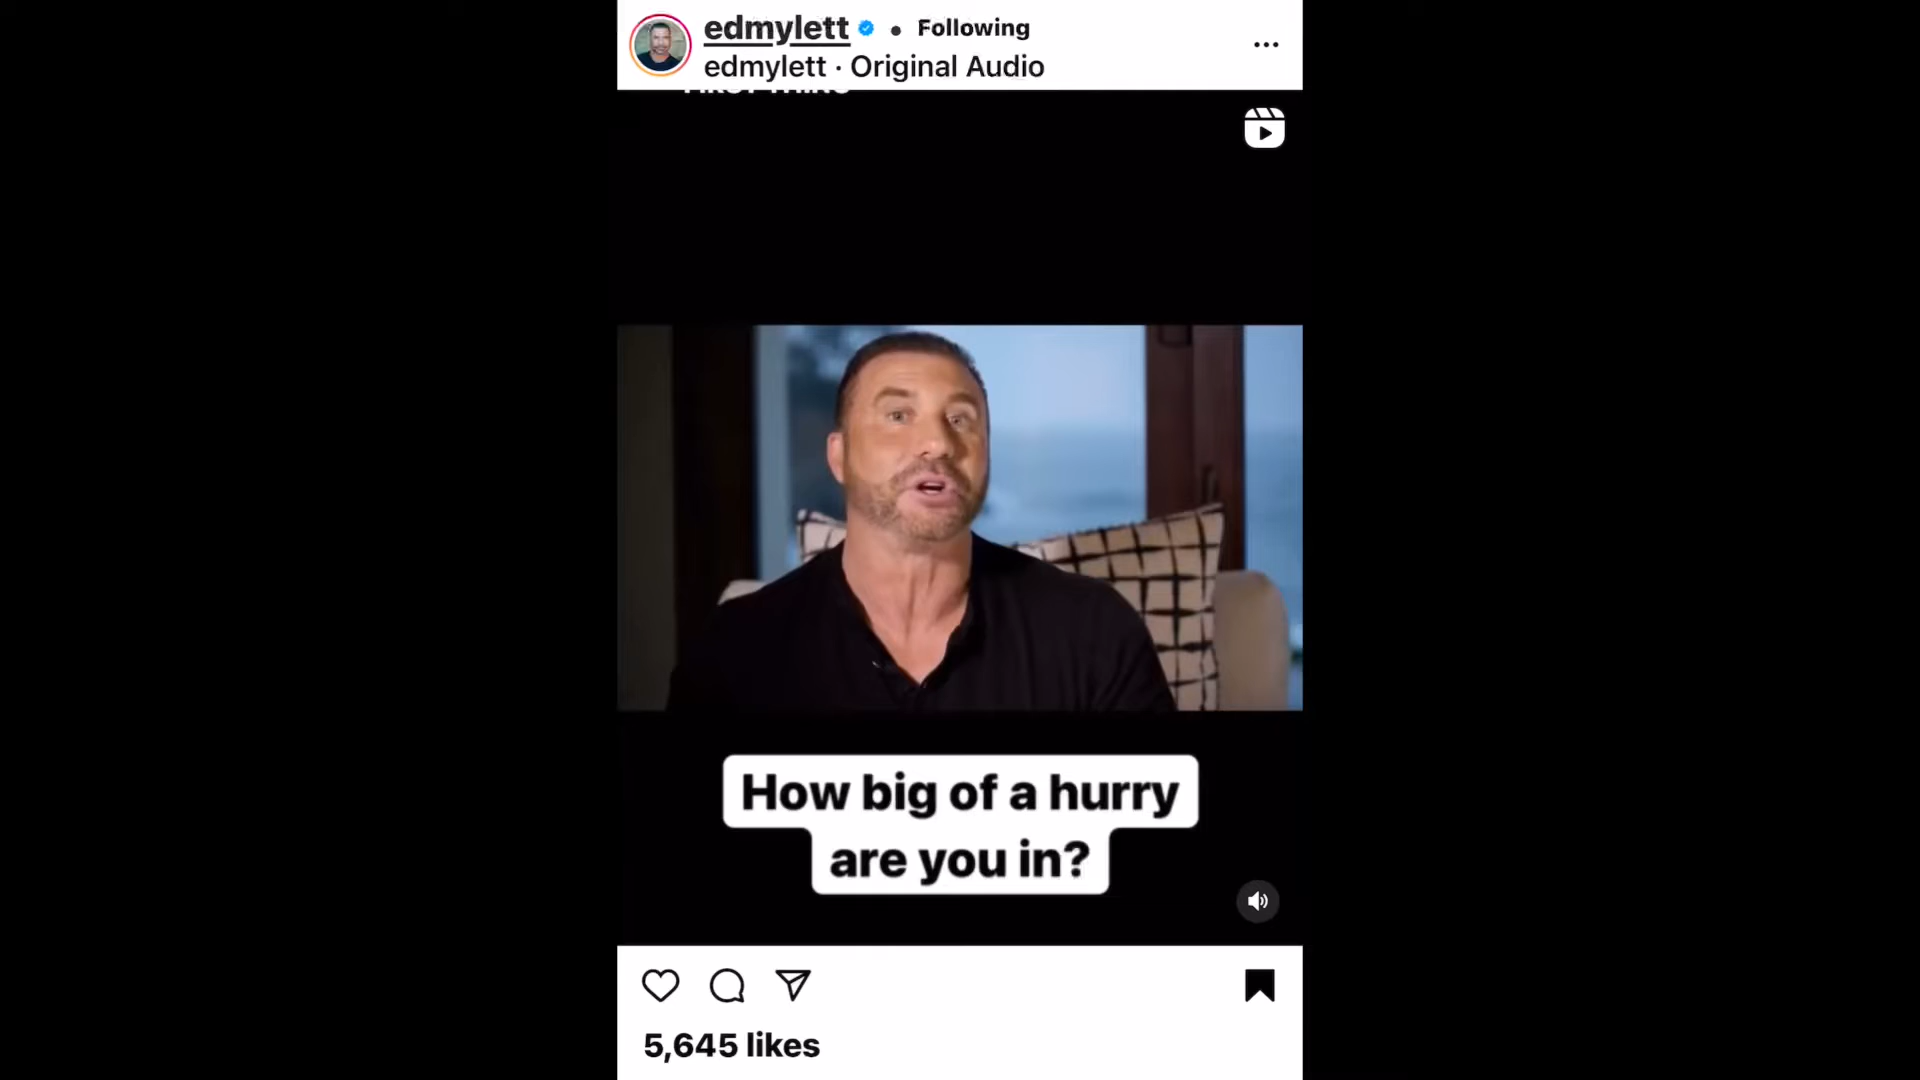 edmylett • Following
edmylett · Original Audio
How big of a hurry
are you in?
5,645 likes